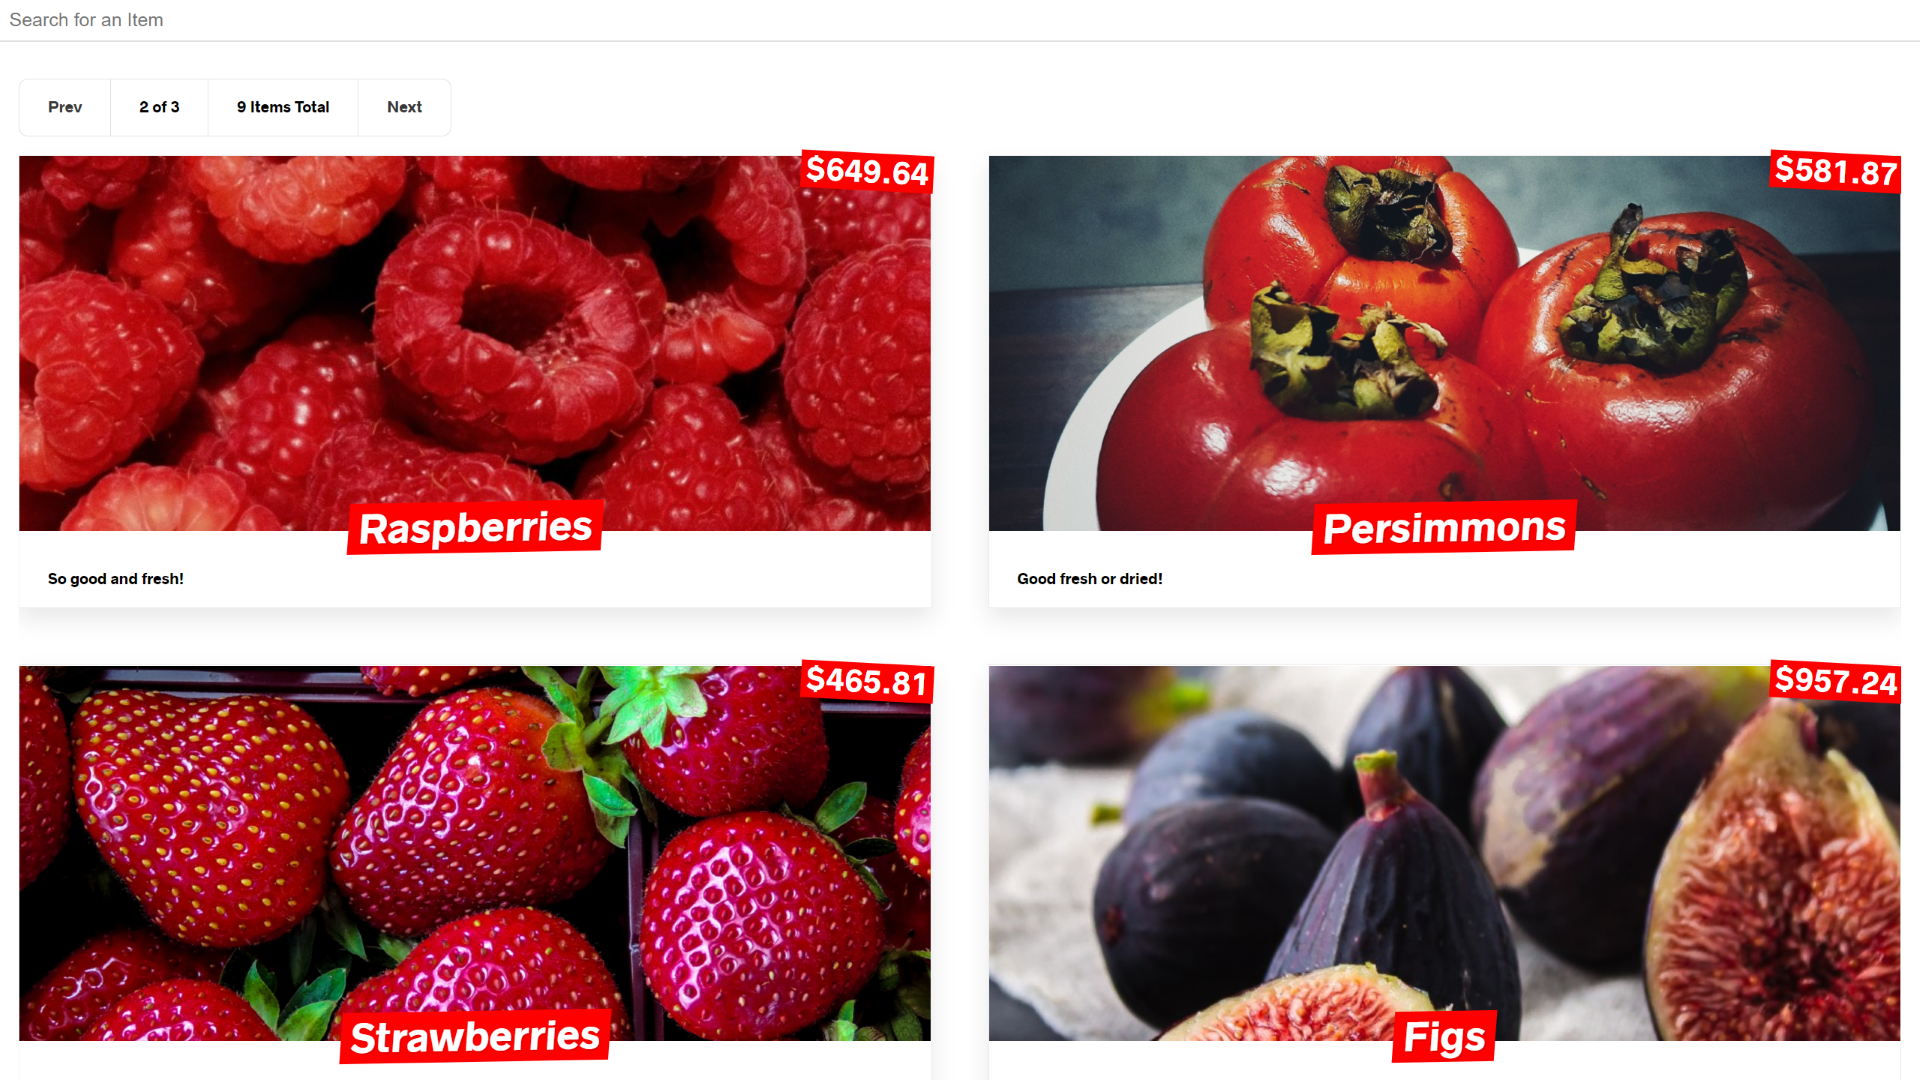 Search for an Item
Prev
2 of 3
9 Items Total
Next
$649.64
Raspberries
So good and fresh!
$581.87
Persimmons
Good fresh or dried!
$465.81
Strawberries
$957.24
Figs